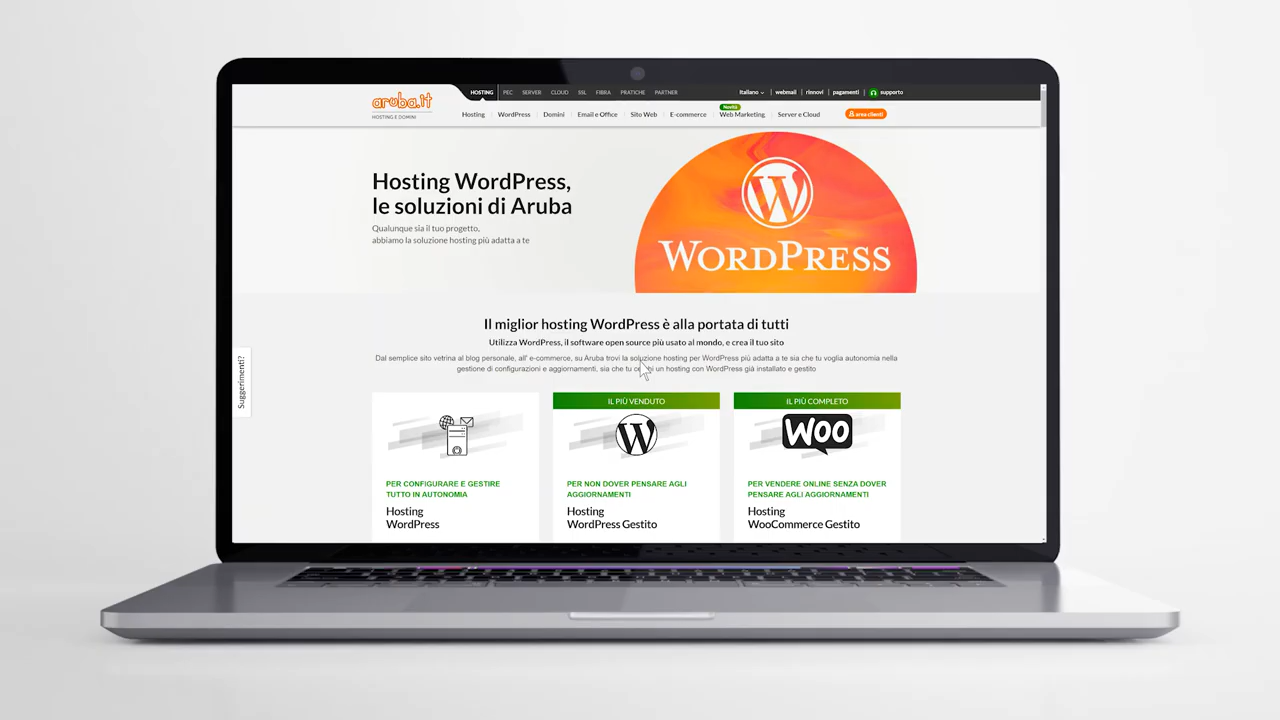 aruba.it
HOSTING E DOMINI
HOSTING PEC SERVER CLOUD SSL FIBRA PRATICHE PARTNER
Italiano webmail rinnovi pagamenti supporto
Novità
Hosting WordPress Domini Email e Office Sito Web E-commerce Web Marketing Server e Cloud
area clienti
Hosting WordPress,
le soluzioni di Aruba
Qualunque sia il tuo progetto,
abbiamo la soluzione hosting più adatta a te
W
WORDPRESS
Il miglior hosting WordPress è alla portata di tutti
Utilizza WordPress, il software open source più usato al mondo, e crea il tuo sito
Dal semplice sito vetrina al blog personale, all' e-commerce, su Aruba trovi la soluzione hosting per WordPress più adatta a te sia che tu voglia autonomia nella
gestione di configurazioni e aggiornamenti, sia che tu cerchi un hosting con WordPress già installato e gestito
Suggerimenti?
PER CONFIGURARE E GESTIRE
TUTTO IN AUTONOMIA
Hosting
WordPress
IL PIÙ VENDUTO
W
PER NON DOVER PENSARE AGLI
AGGIORNAMENTI
Hosting
WordPress Gestito
IL PIÙ COMPLETO
WOO
PER VENDERE ONLINE SENZA DOVER
PENSARE AGLI AGGIORNAMENTI
Hosting
WooCommerce Gestito